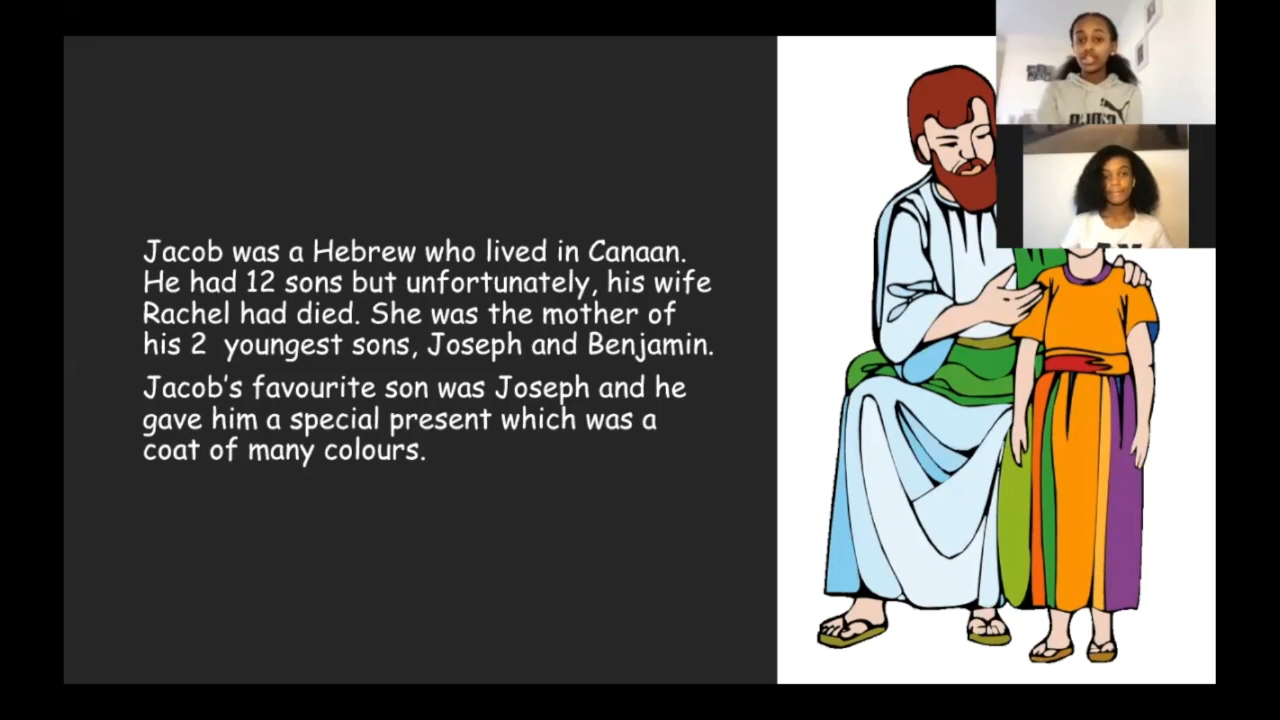 Jacob was a Hebrew who lived in Canaan.
He had 12 sons but unfortunately, his wife
Rachel had died. She was the mother of
his 2  youngest sons, Joseph and Benjamin.
Jacob's favourite son was Joseph and he
gave him a special present which was a
coat of many colours.